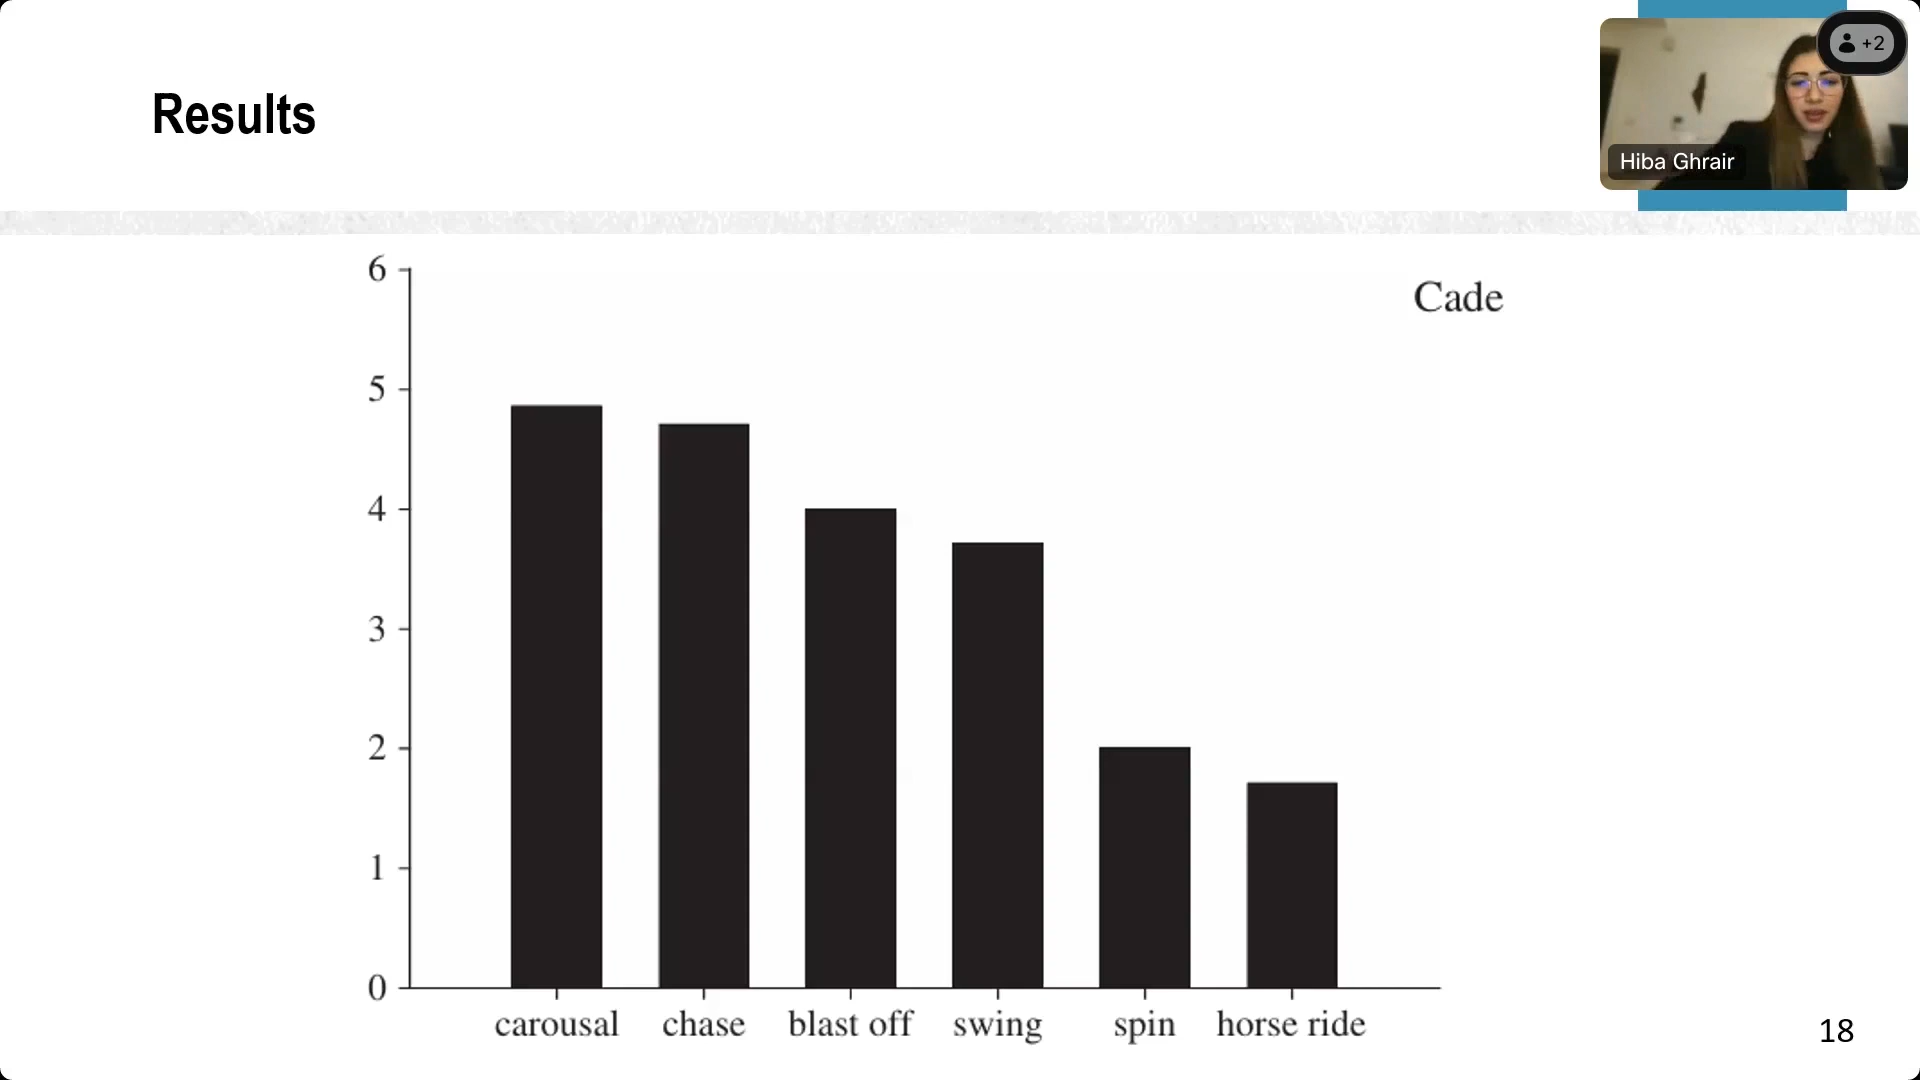 Results
+2
Hiba Ghrair
Cade
6
5
4
3
2
1
0
carousal chase blast off swing spin horse ride
18